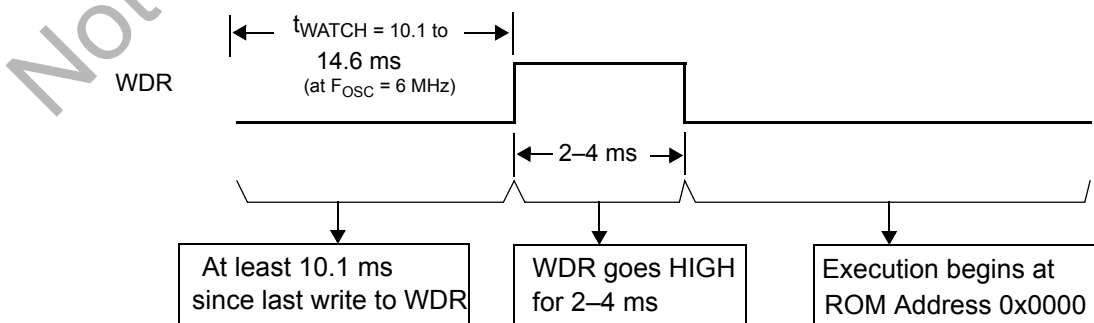 Not
tWATCH = 10.1 to
14.6 ms
(at FOSC = 6 MHz)
WDR
2–4 ms
At least 10.1 ms
since last write to WDR
WDR goes HIGH
for 2–4 ms
Execution begins at
ROM Address 0x0000